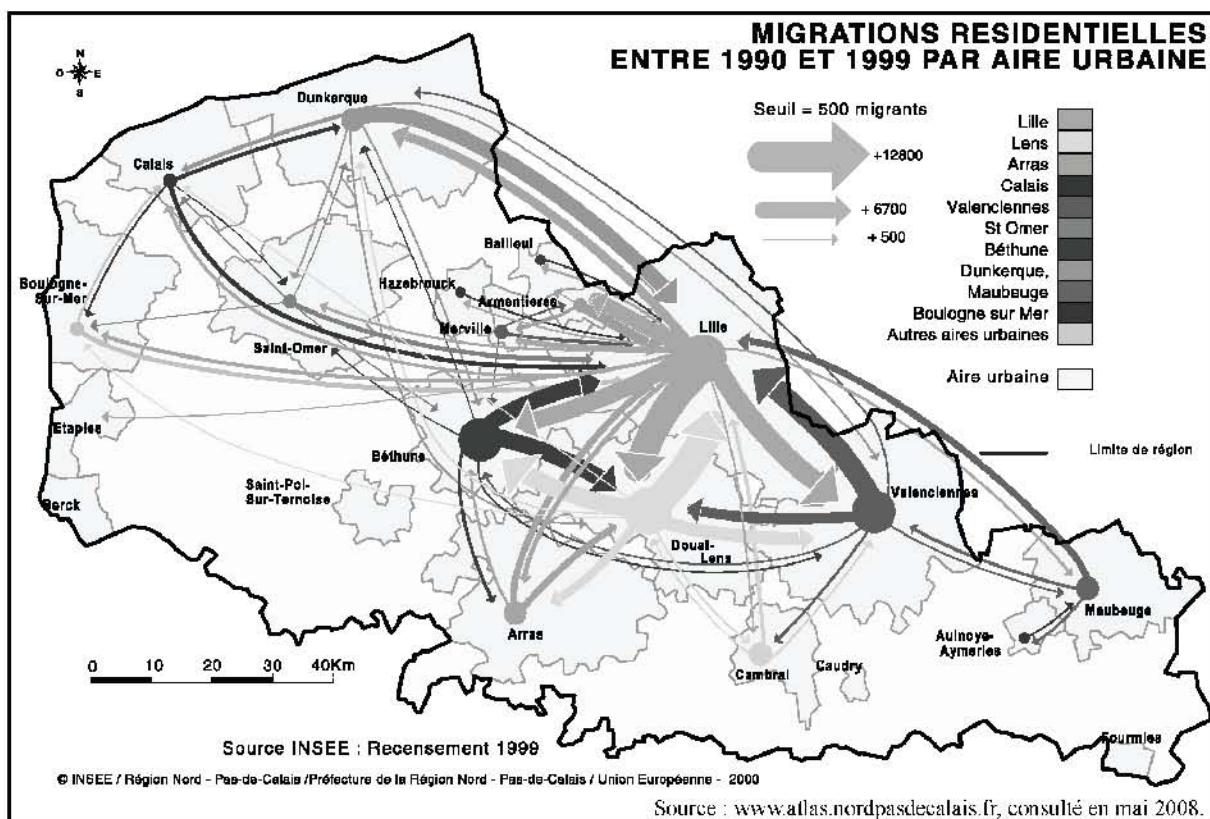 MIGRATIONS RESIDENTIELLES
ENTRE 1990 ET 1999 PAR AIRE URBAINE
N
O E
S
Seuil = 500 migrants
+12800
+ 6700
+ 500
Lille
Lens
Arras
Calais
Valenciennes
St Omer
Béthune
Dunkerque,
Maubeuge
Boulogne sur Mer
Autres aires urbaines
Aire urbaine
Limite de région
Dunkerque
Calais
Bailleul
Boulogne-
Sur-Mer
Hazebrouck
Armentieres
Merville
Lille
Saint-Omer
Etaples
Béthune
Saint-Pol-
Sur-Ternoise
Berck
Valenciennes
Douai-
Lens
Maubeuge
Arras
Aulnoye-
Aymeries
Cambrai
Caudry
Fourmies
0 10 20 30 40Km
Source INSEE : Recensement 1999
© INSEE / Région Nord - Pas-de-Calais /Préfecture de la Région Nord - Pas-de-Calais / Union Européenne - 2000
Source : www.atlas.nordpasdecalais.fr, consulté en mai 2008.